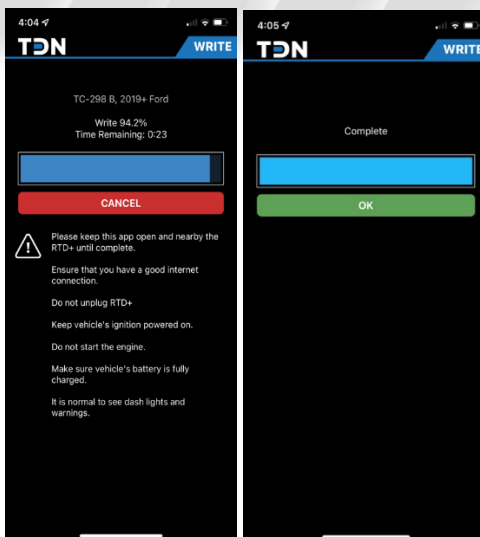 4:04
TDN
WRITE
TC-298 B, 2019+ Ford
Write 94.2%
Time Remaining: 0:23
CANCEL
Please keep this app open and nearby the
RTD+ until complete.
Ensure that you have a good internet
connection.
Do not unplug RTD+
Keep vehicle's ignition powered on.
Do not start the engine.
Make sure vehicle's battery is fully
charged.
It is normal to see dash lights and
warnings.
4:05
TDN
WRITE
Complete
OK